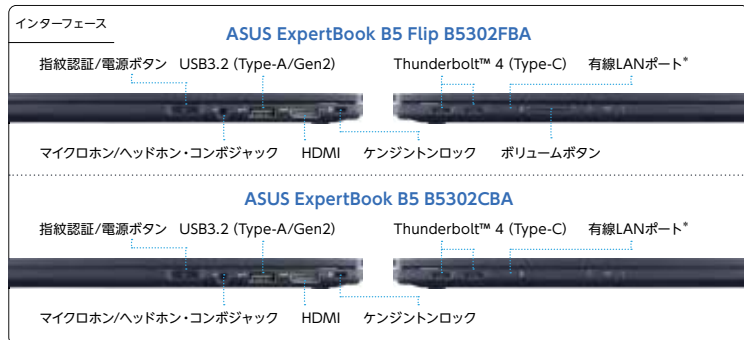 インターフェース
ASUS ExpertBook B5 Flip B5302FBA
指紋認証/電源ボタン USB3.2 (Type-A/Gen2) Thunderbolt™ 4 (Type-C) 有線LANポート*
マイクロホン/ヘッドホン・コンボジャック HDMI ケンジントンロック ボリュームボタン
ASUS ExpertBook B5 B5302CBA
指紋認証/電源ボタン USB3.2 (Type-A/Gen2) Thunderbolt™ 4 (Type-C) 有線LANポート*
マイクロホン/ヘッドホン・コンボジャック HDMI ケンジントンロック